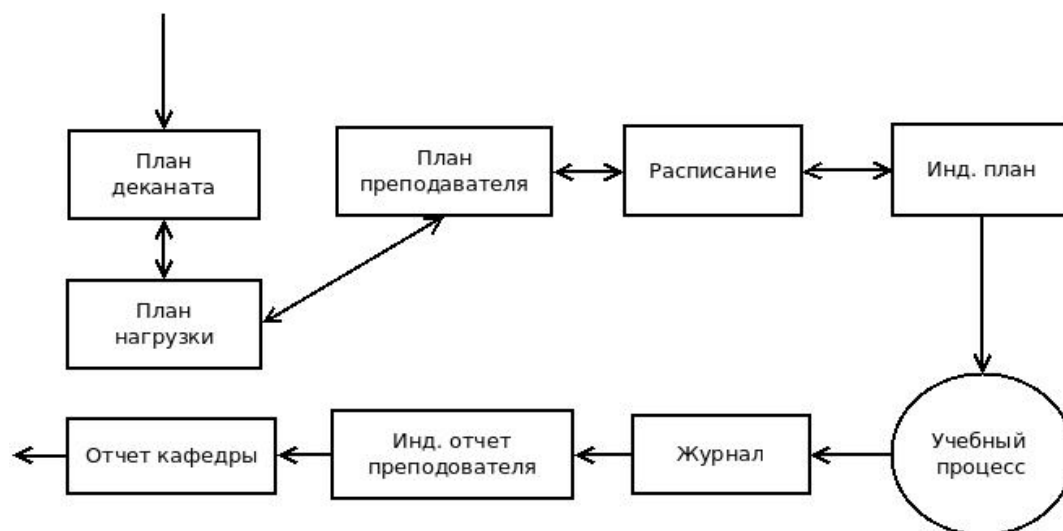 План
деканата
План
преподавателя
Расписание
Инд. план
План
нагрузки
Отчет кафедры
Инд. отчет
преподователя
Журнал
Учебный
процесс